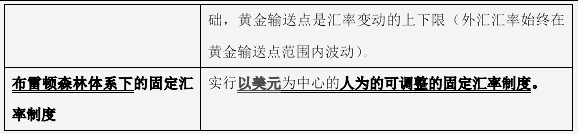 础，黄金输送点是汇率变动的上下限（外汇汇率始终在
黄金输送点范围内波动）。
布雷顿森林体系下的固定汇
率制度
实行以美元为中心的人为的可调整的固定汇率制度。